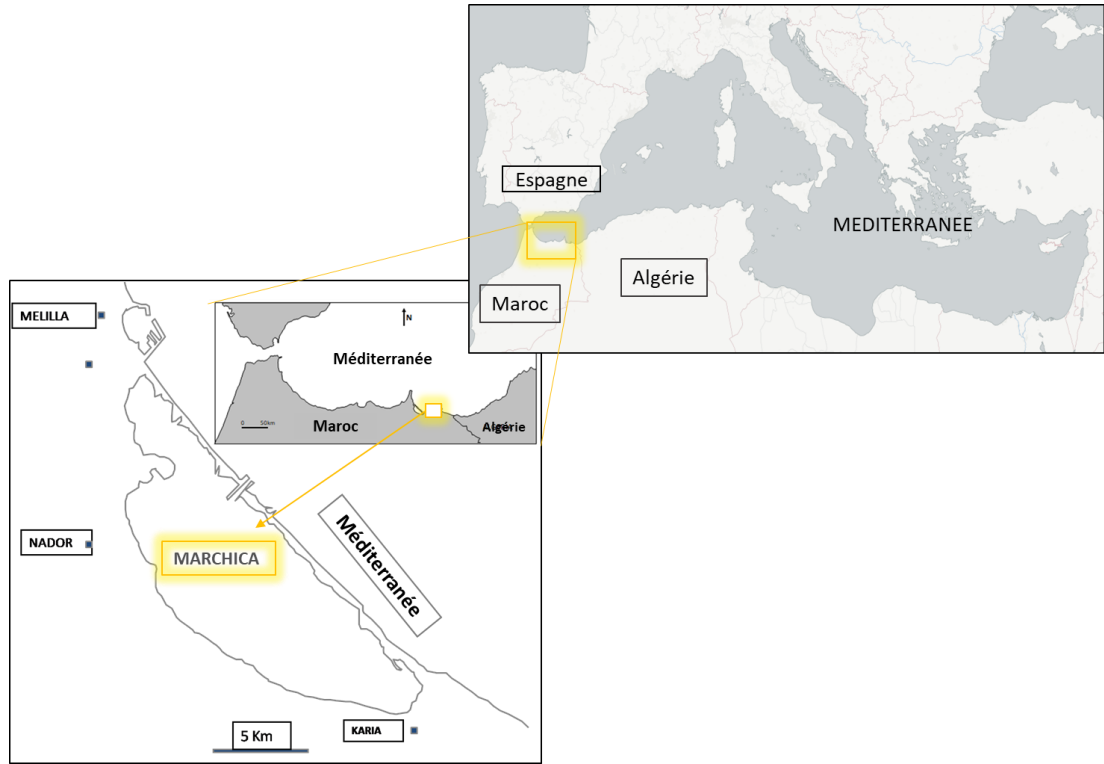 Espagne
MEDITERRANEE
Algérie
Maroc
MELILLA
N
Méditerranée
0 50km
Maroc
Algérie
NADOR
MARCHICA
Méditerranée
KARIA
5 Km